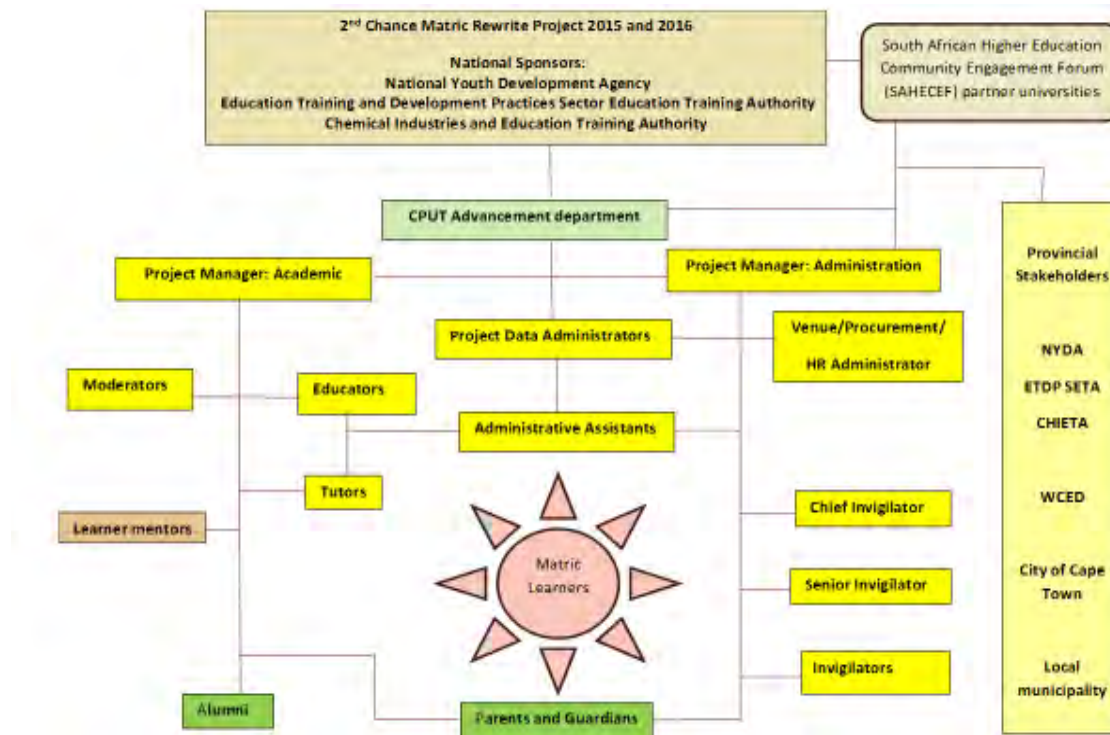 2nd Chance Matric Rewrite Project 2015 and 2016
National Sponsors:
National Youth Development Agency
Education Training and Development Practices Sector Education Training Authority
Chemical Industries and Education Training Authority
South African Higher Education
Community Engagement Forum
(SAHECEF) partner universities
CPUT Advancement department
Project Manager: Academic
Project Manager: Administration
Provincial
Stakeholders
NYDA
ETDP SETA
CHIETA
WCED
City of Cape
Town
Local
municipality
Project Data Administrators
Venue/Procurement/
HR Administrator
Moderators
Educators
Administrative Assistants
Tutors
Learner mentors
Matric
Learners
Chief Invigilator
Senior Invigilator
Invigilators
Alumni
Parents and Guardians